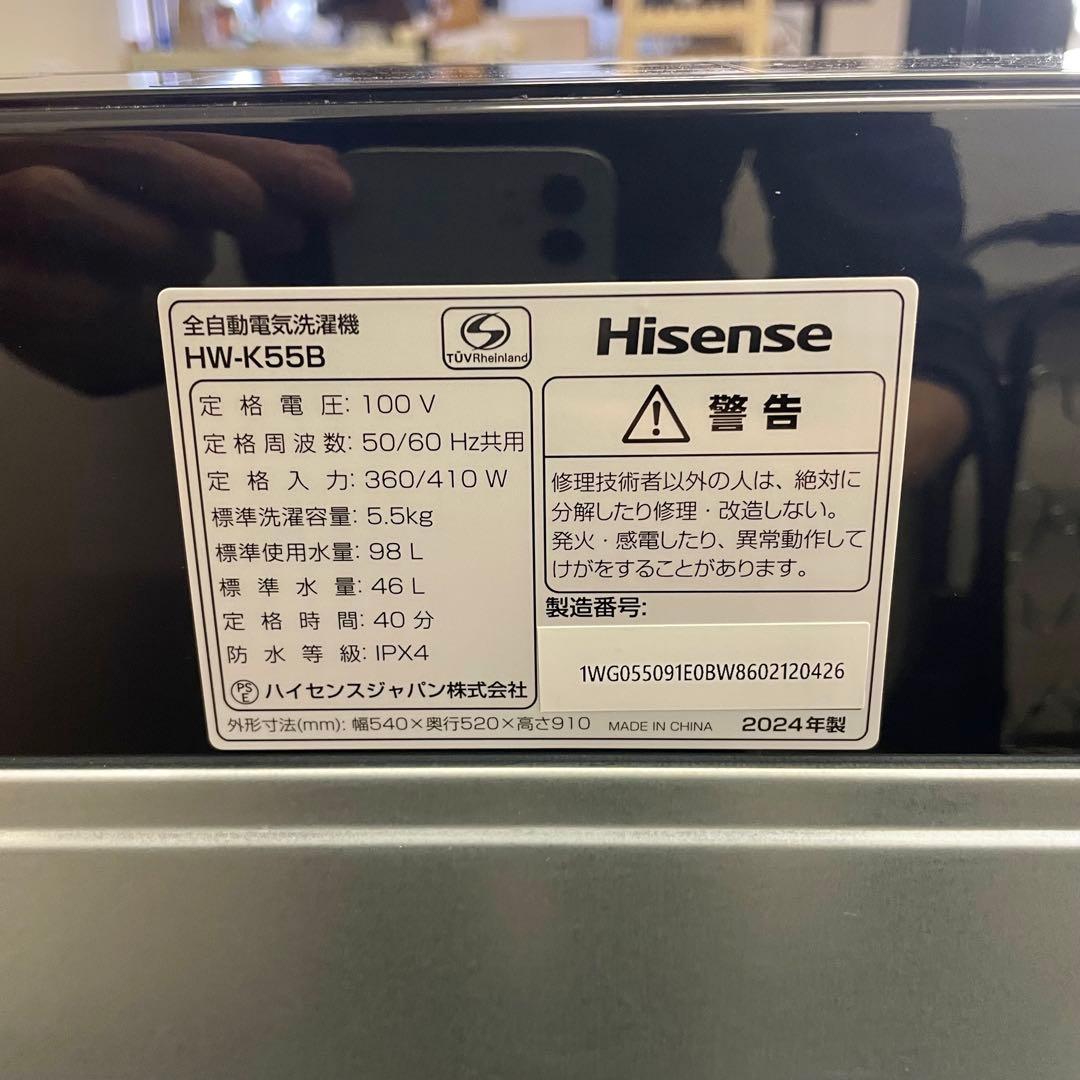 全自動電気洗濯機
HW-K55B
TÜVRheinland
Hisense
定格電圧: 100 V
定格周波数: 50/60 Hz共用
定格入力: 360/410 W
標準洗濯容量: 5.5kg
標準使用水量: 98 L
標準水量: 46 L
定格時間: 40 分
防水等級: IPX4
PSE ハイセンスジャパン株式会社
警告
修理技術者以外の人は、絶対に
分解したり修理・改造しない。
発火・感電したり、異常動作して
けがをすることがあります。
製造番号:
1WG055091E0BW8602120426
外形寸法(mm): 幅540×奥行520×高さ910 MADE IN CHINA 2024年製